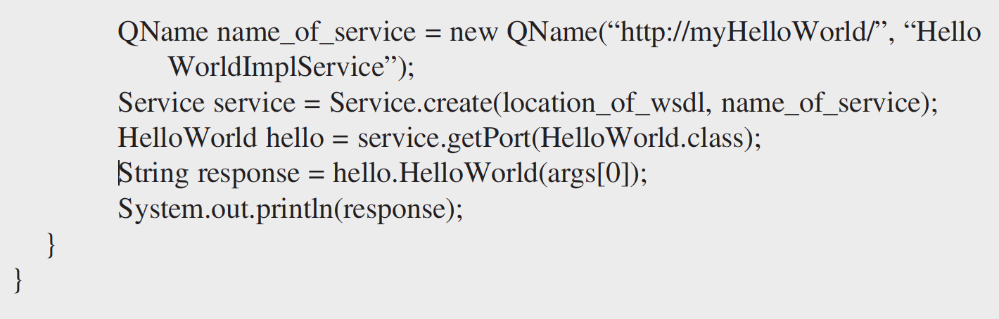 QName name_of_service = new QName(“http://myHelloWorld/”, “Hello
WorldImplService”);
Service service = Service.create(location_of_wsdl, name_of_service);
HelloWorld hello = service.getPort(HelloWorld.class);
String response = hello.HelloWorld(args[0]);
System.out.println(response);
}
}